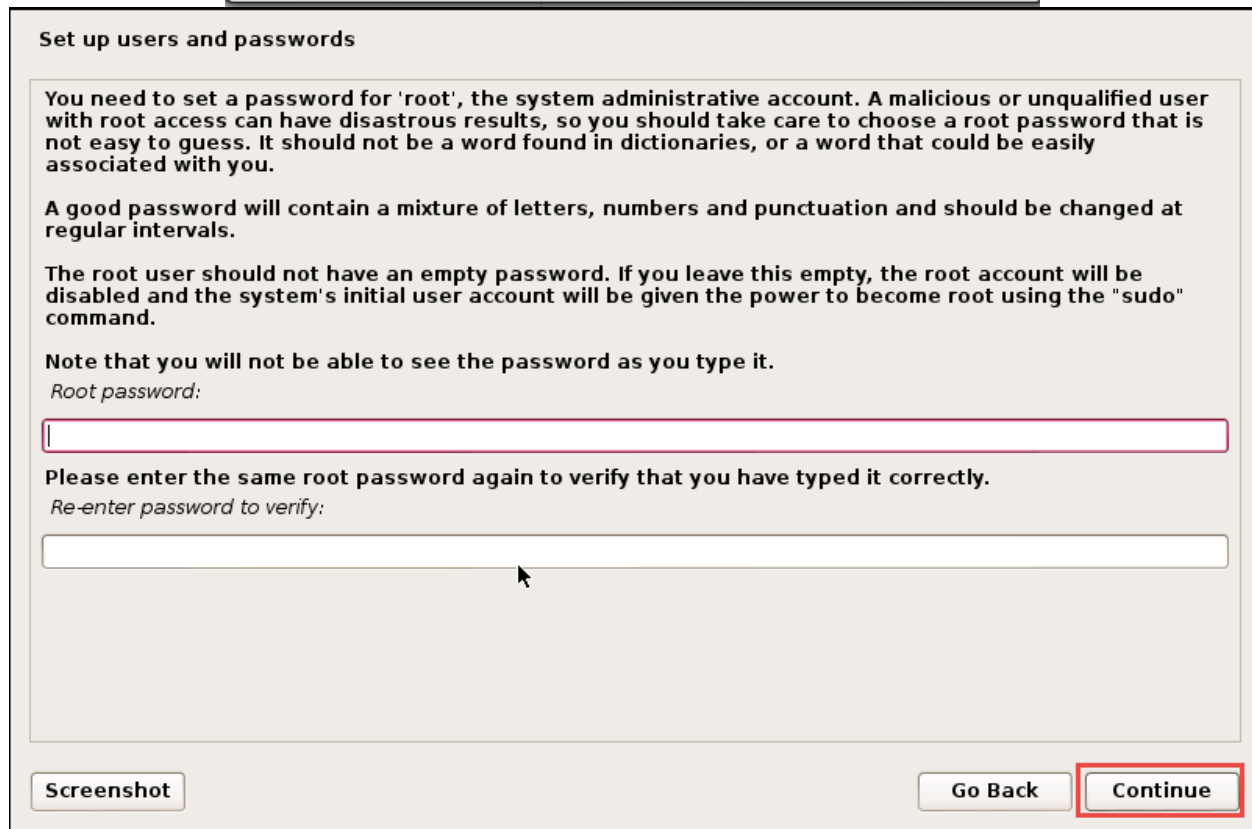 Set up users and passwords
You need to set a password for 'root', the system administrative account. A malicious or unqualified user
with root access can have disastrous results, so you should take care to choose a root password that is
not easy to guess. It should not be a word found in dictionaries, or a word that could be easily
associated with you.
A good password will contain a mixture of letters, numbers and punctuation and should be changed at
regular intervals.
The root user should not have an empty password. If you leave this empty, the root account will be
disabled and the system's initial user account will be given the power to become root using the "sudo"
command.
Note that you will not be able to see the password as you type it.
Root password:
Please enter the same root password again to verify that you have typed it correctly.
Re-enter password to verify:
Screenshot Go Back Continue